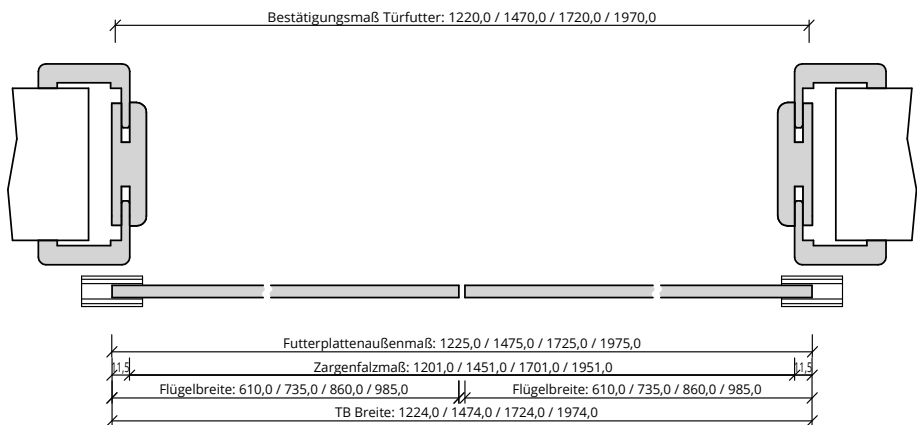 Bestätigungsmaß Türfutter: 1220,0 / 1470,0 / 1720,0 / 1970,0
Futterplattenaußenmaß: 1225,0 / 1475,0 / 1725,0 / 1975,0
11,5 Zargenfalzmaß: 1201,0 / 1451,0 / 1701,0 / 1951,0 11,5
Flügelbreite: 610,0 / 735,0 / 860,0 / 985,0 Flügelbreite: 610,0 / 735,0 / 860,0 / 985,0
TB Breite: 1224,0 / 1474,0 / 1724,0 / 1974,0